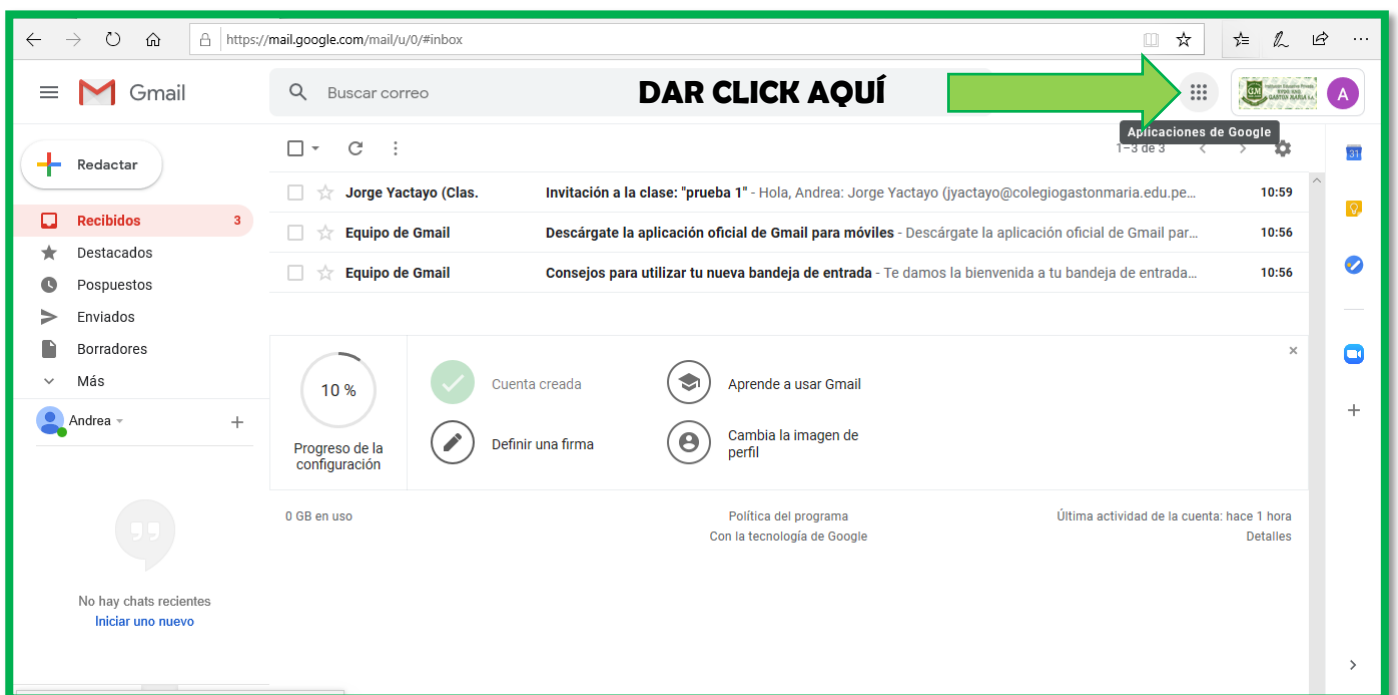 https://mail.google.com/mail/u/0/#inbox
Gmail
Buscar correo
DAR CLICK AQUÍ
GM
GASTON MARIA
A
Aplicaciones de Google
Redactar
1–3 de 3
31
Jorge Yactayo (Clas. Invitación a la clase: "prueba 1" - Hola, Andrea: Jorge Yactayo (jyactayo@colegiogastonmaria.edu.pe... 10:59
Recibidos 3
Equipo de Gmail Descárgate la aplicación oficial de Gmail para móviles - Descárgate la aplicación oficial de Gmail par... 10:56
Destacados
Equipo de Gmail Consejos para utilizar tu nueva bandeja de entrada - Te damos la bienvenida a tu bandeja de entrada... 10:56
Pospuestos
Enviados
Borradores
Más
Andrea
10 %
Progreso de la
configuración
Cuenta creada
Aprende a usar Gmail
Definir una firma
Cambia la imagen de
perfil
0 GB en uso
Política del programa
Con la tecnología de Google
Última actividad de la cuenta: hace 1 hora
Detalles
No hay chats recientes
Iniciar uno nuevo